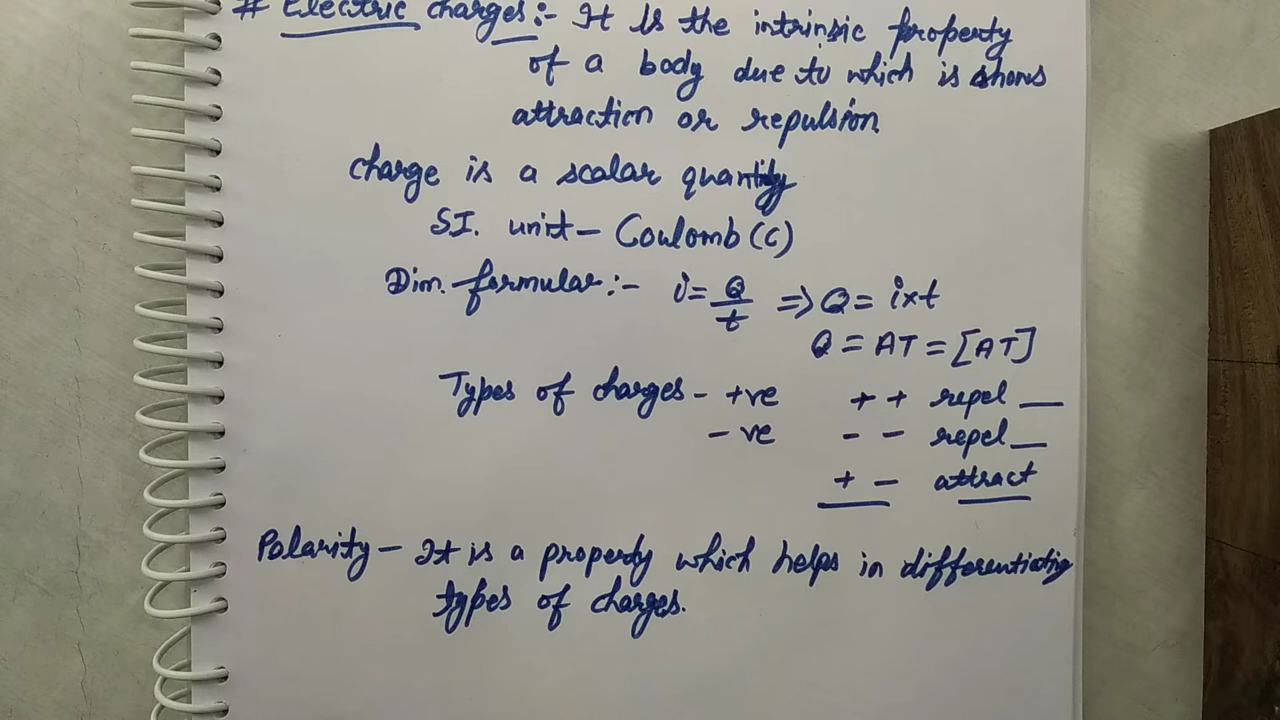 # Electric charges:- It is the intrinsic property
of a body due to which is shows
attraction or repulsion
charge is a scalar quantity
S.I. unit - Coulomb (C)
Dim. formular:- i = Q/t => Q = i×t
Q = AT = [AT]
Types of charges - +ve + + repel
- ve - - repel
+ - attract
Polarity - It is a property which helps in differentiating
types of charges.